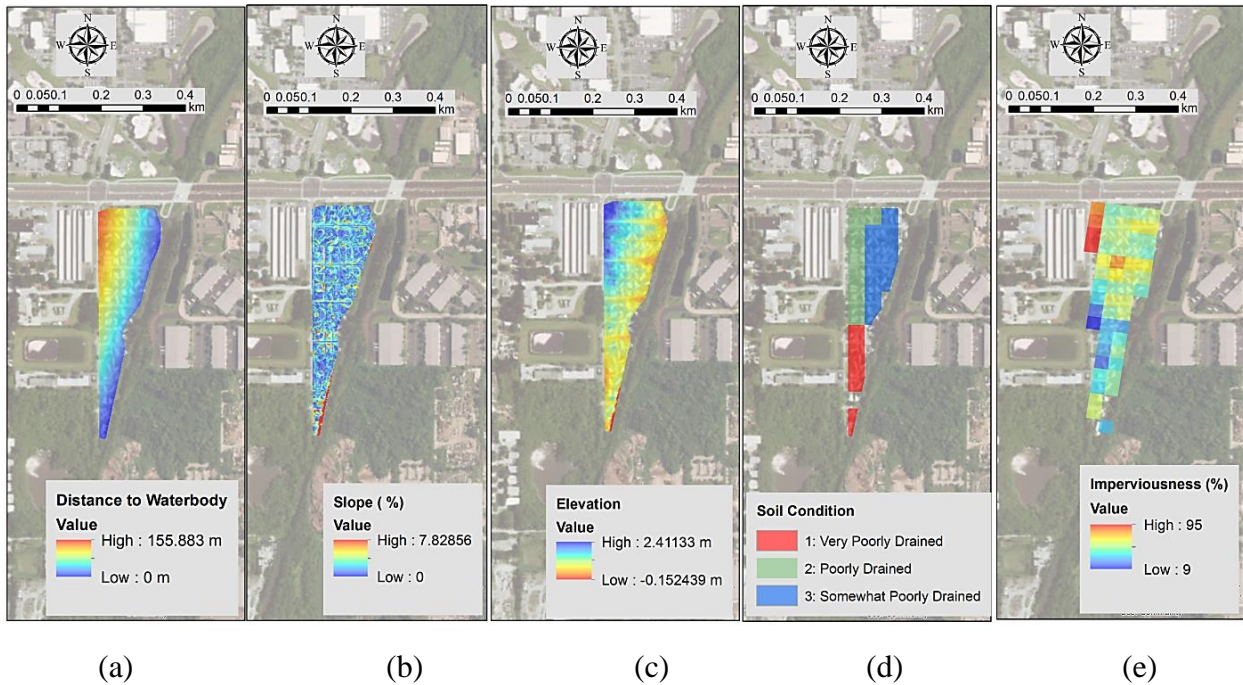 N
W E
S
0 0.050.1 0.2 0.3 0.4
km
Distance to Waterbody
Value
High : 155.883 m
Low : 0 m
(a)
N
W E
S
0 0.050.1 0.2 0.3 0.4
km
Slope ( %)
Value
High : 7.82856
Low : 0
(b)
N
W E
S
0 0.050.1 0.2 0.3 0.4
km
Elevation
Value
High : 2.41133 m
Low : -0.152439 m
(c)
N
W E
S
0 0.050.1 0.2 0.3 0.4
km
Soil Condition
1: Very Poorly Drained
2: Poorly Drained
3: Somewhat Poorly Drained
(d)
N
W E
S
0 0.050.1 0.2 0.3 0.4
km
Imperviousness (%)
Value
High : 95
Low : 9
(e)